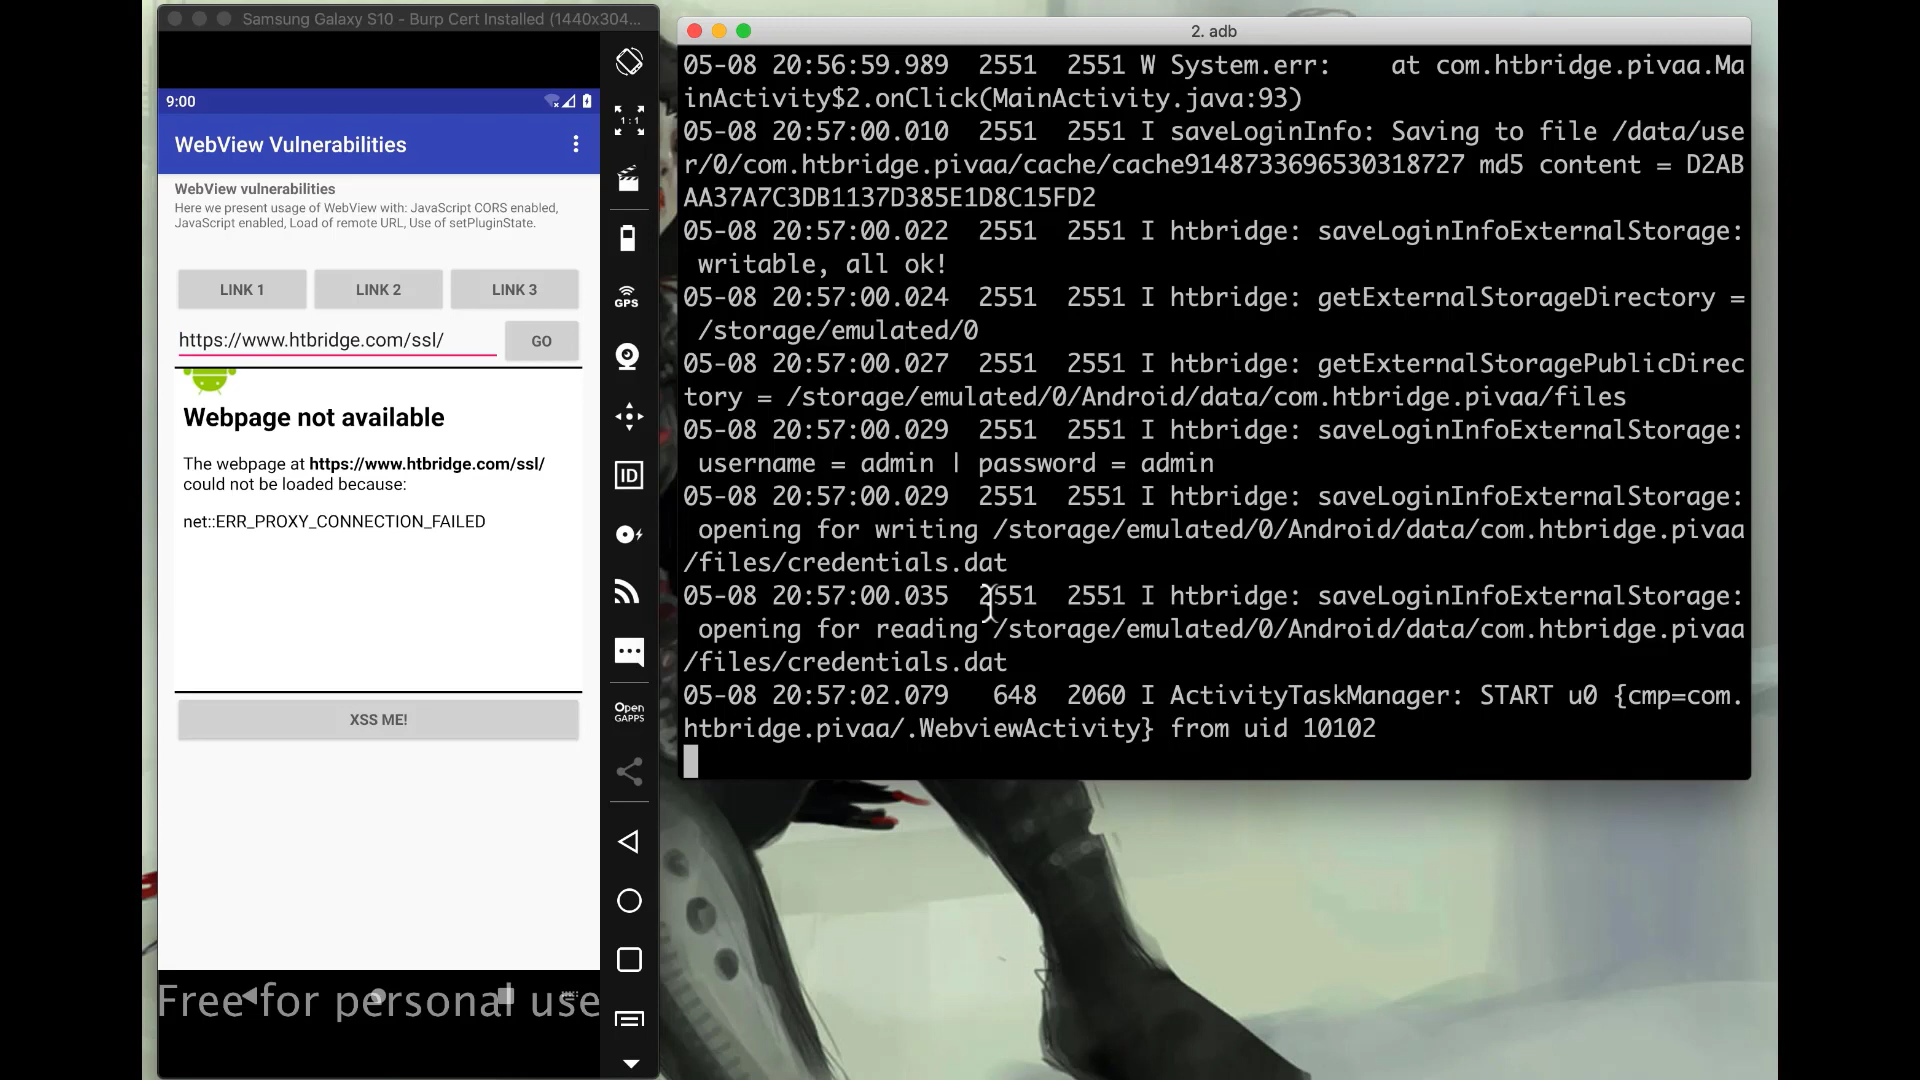 Samsung Galaxy S10 - Burp Cert Installed (1440x304...
9:00
WebView Vulnerabilities
WebView vulnerabilities
Here we present usage of WebView with: JavaScript CORS enabled,
JavaScript enabled, Load of remote URL, Use of setPluginState.
LINK 1
LINK 2
LINK 3
https://www.htbridge.com/ssl/
GO
Webpage not available
The webpage at https://www.htbridge.com/ssl/
could not be loaded because:
net::ERR_PROXY_CONNECTION_FAILED
XSS ME!
Free for personal use
1:1
GPS
ID
Open
GAPPS
2. adb
05-08 20:56:59.989  2551  2551 W System.err:    at com.htbridge.pivaa.Ma
inActivity$2.onClick(MainActivity.java:93)
05-08 20:57:00.010  2551  2551 I saveLoginInfo: Saving to file /data/use
r/0/com.htbridge.pivaa/cache/cache9148733696530318727 md5 content = D2AB
AA37A7C3DB1137D385E1D8C15FD2
05-08 20:57:00.022  2551  2551 I htbridge: saveLoginInfoExternalStorage:
 writable, all ok!
05-08 20:57:00.024  2551  2551 I htbridge: getExternalStorageDirectory =
 /storage/emulated/0
05-08 20:57:00.027  2551  2551 I htbridge: getExternalStoragePublicDirec
tory = /storage/emulated/0/Android/data/com.htbridge.pivaa/files
05-08 20:57:00.029  2551  2551 I htbridge: saveLoginInfoExternalStorage:
 username = admin | password = admin
05-08 20:57:00.029  2551  2551 I htbridge: saveLoginInfoExternalStorage:
 opening for writing /storage/emulated/0/Android/data/com.htbridge.pivaa
/files/credentials.dat
05-08 20:57:00.035  2551  2551 I htbridge: saveLoginInfoExternalStorage:
 opening for reading /storage/emulated/0/Android/data/com.htbridge.pivaa
/files/credentials.dat
05-08 20:57:02.079   648  2060 I ActivityTaskManager: START u0 {cmp=com.
htbridge.pivaa/.WebviewActivity} from uid 10102